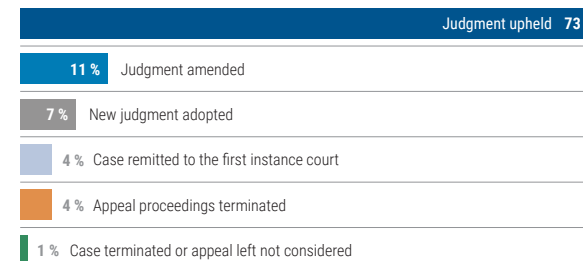 Judgment upheld 73
11 % Judgment amended
7 % New judgment adopted
4 % Case remitted to the first instance court
4 % Appeal proceedings terminated
1 % Case terminated or appeal left not considered